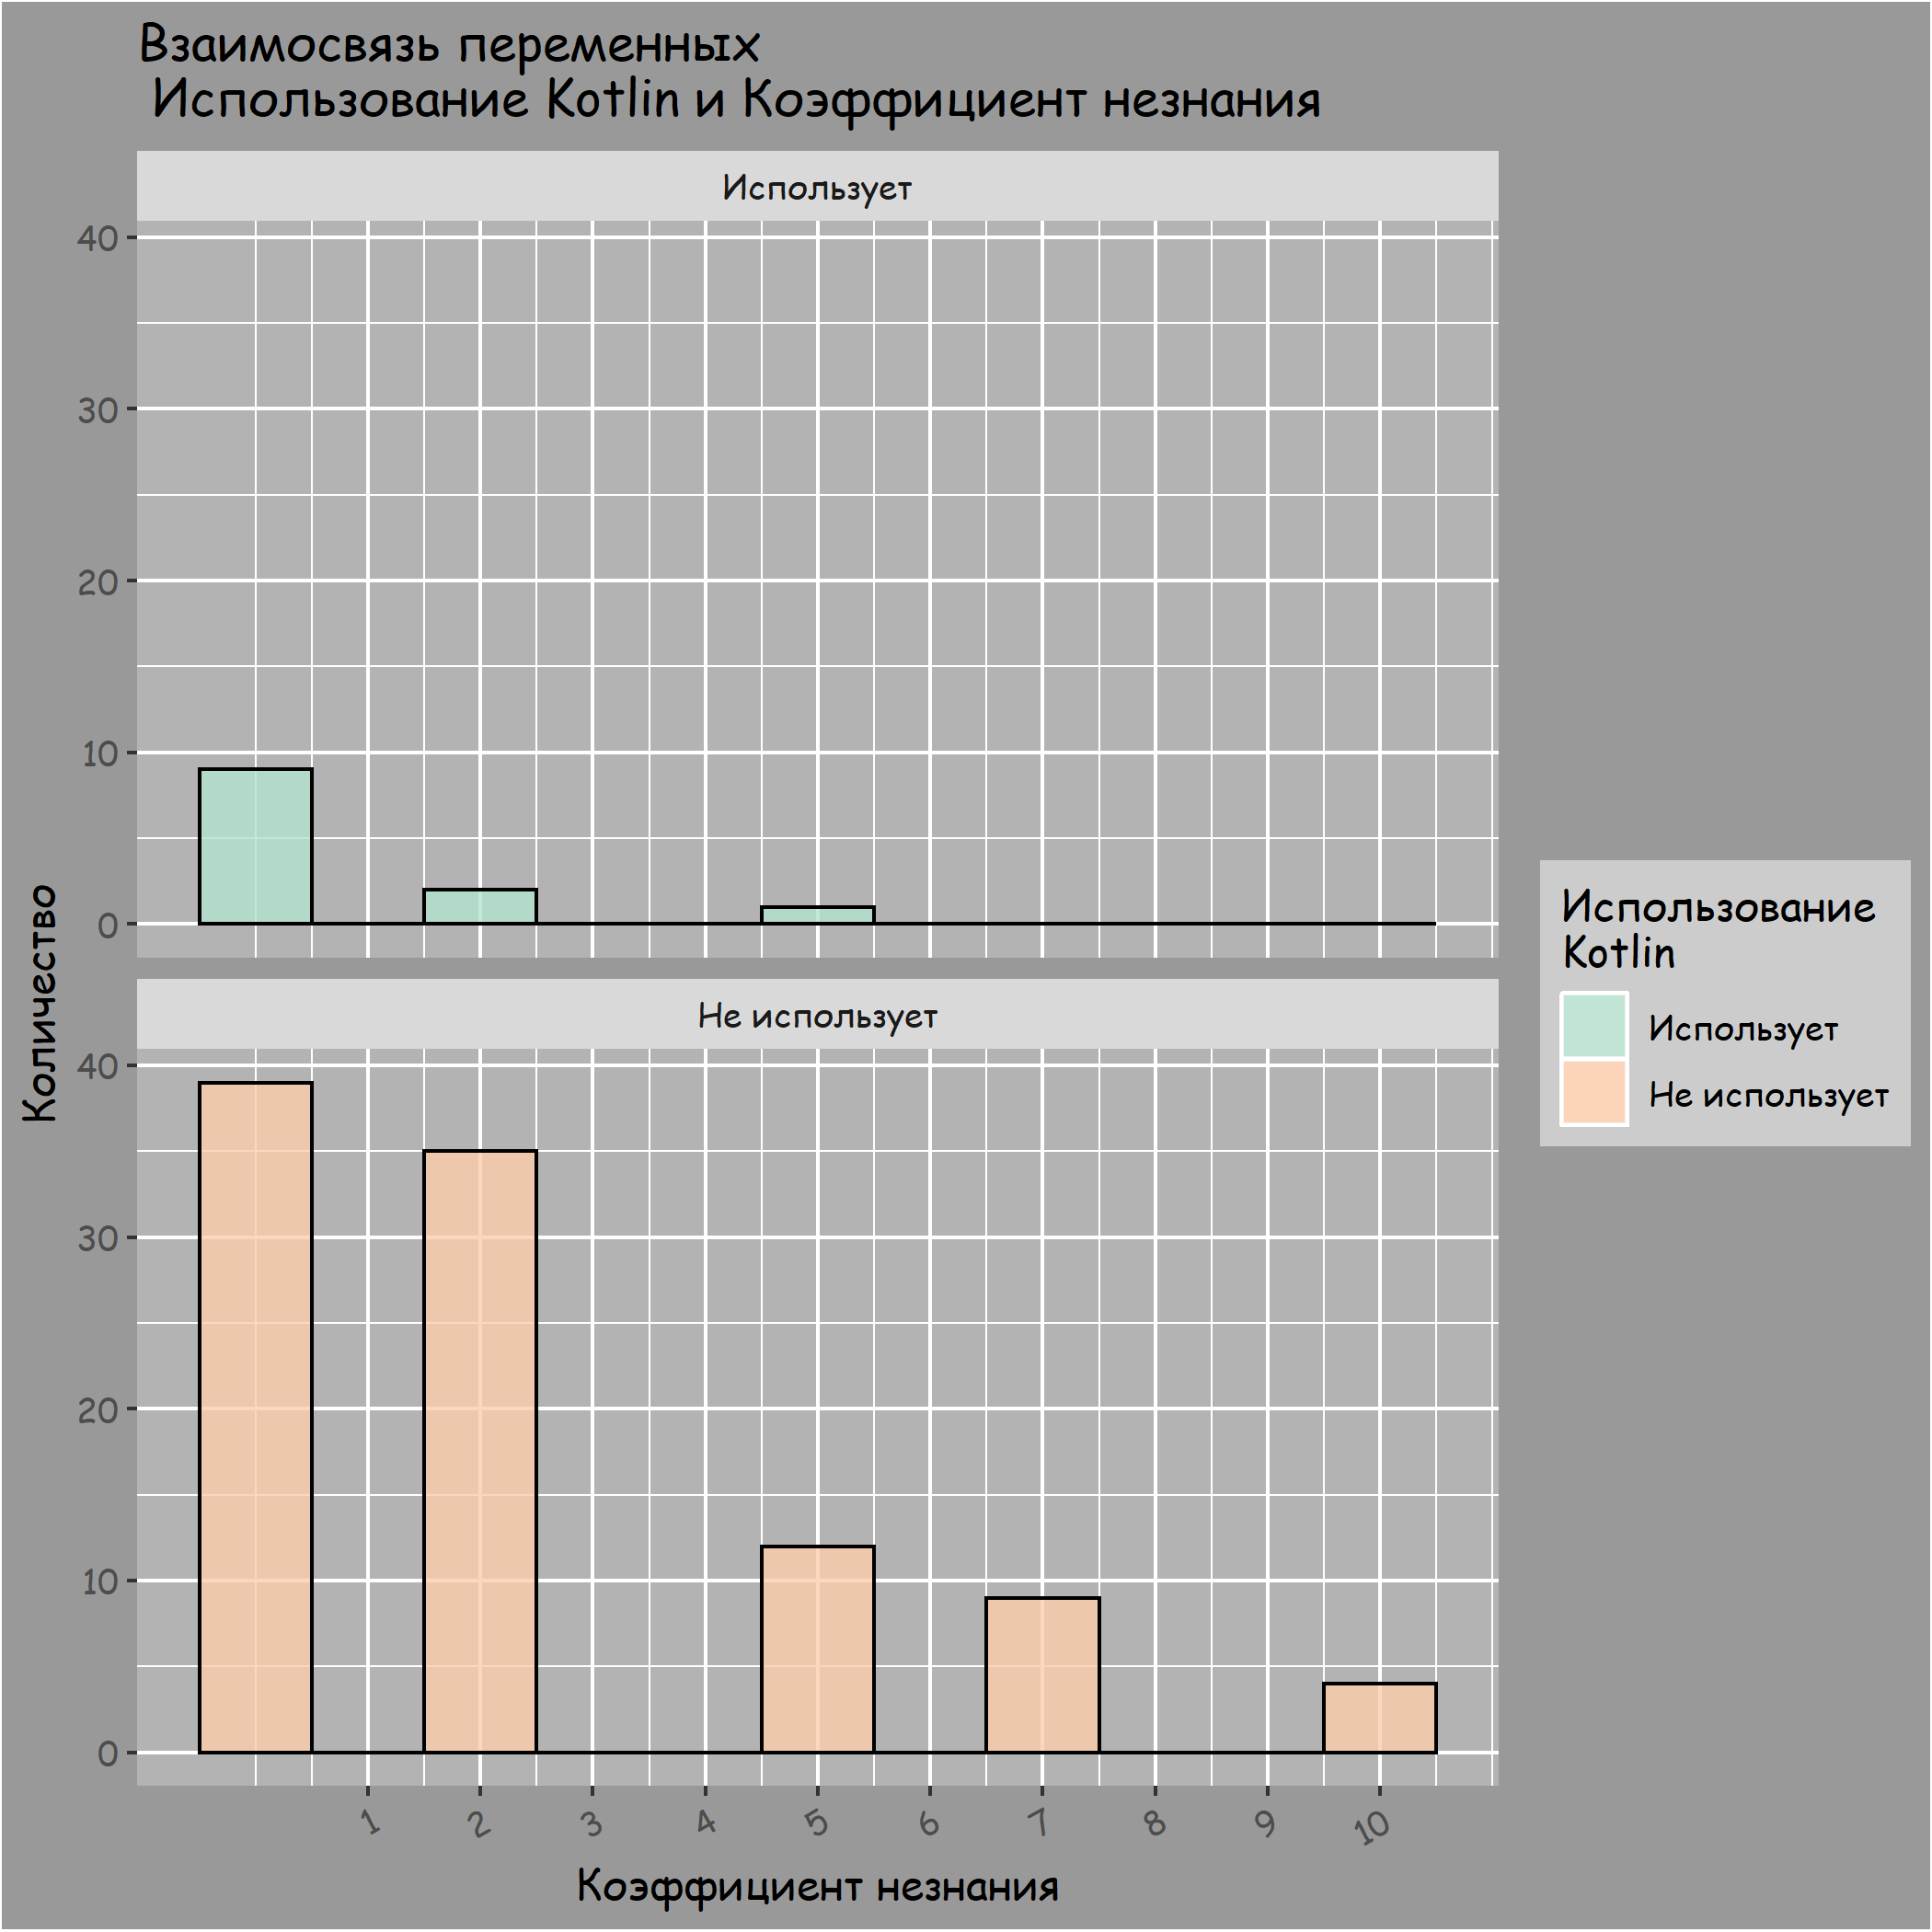 Взаимосвязь переменных
Использование Kotlin и Коэффициент незнания
Использует
40
30
20
10
0
Не использует
40
30
20
10
0
1 2 3 4 5 6 7 8 9 10
Коэффициент незнания
Количество
Использование
Kotlin
Использует
Не использует